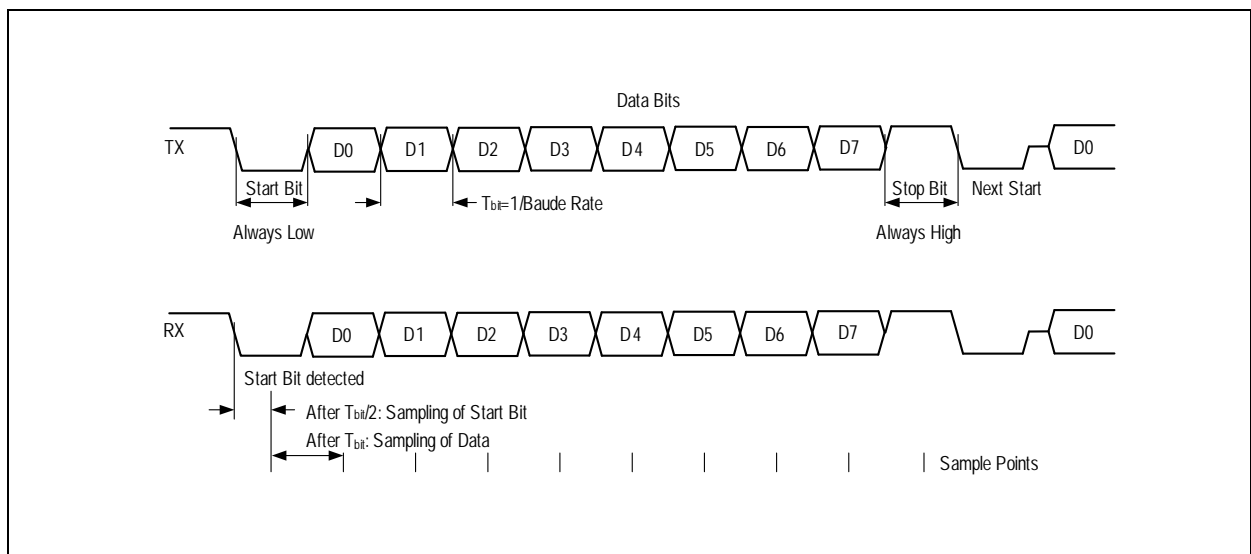 Data Bits
TX D0 D1 D2 D3 D4 D5 D6 D7 D0
Start Bit Stop Bit Next Start
Tbit=1/Baude Rate
Always Low Always High
RX D0 D1 D2 D3 D4 D5 D6 D7 D0
Start Bit detected
After Tbit/2: Sampling of Start Bit
After Tbit: Sampling of Data
Sample Points